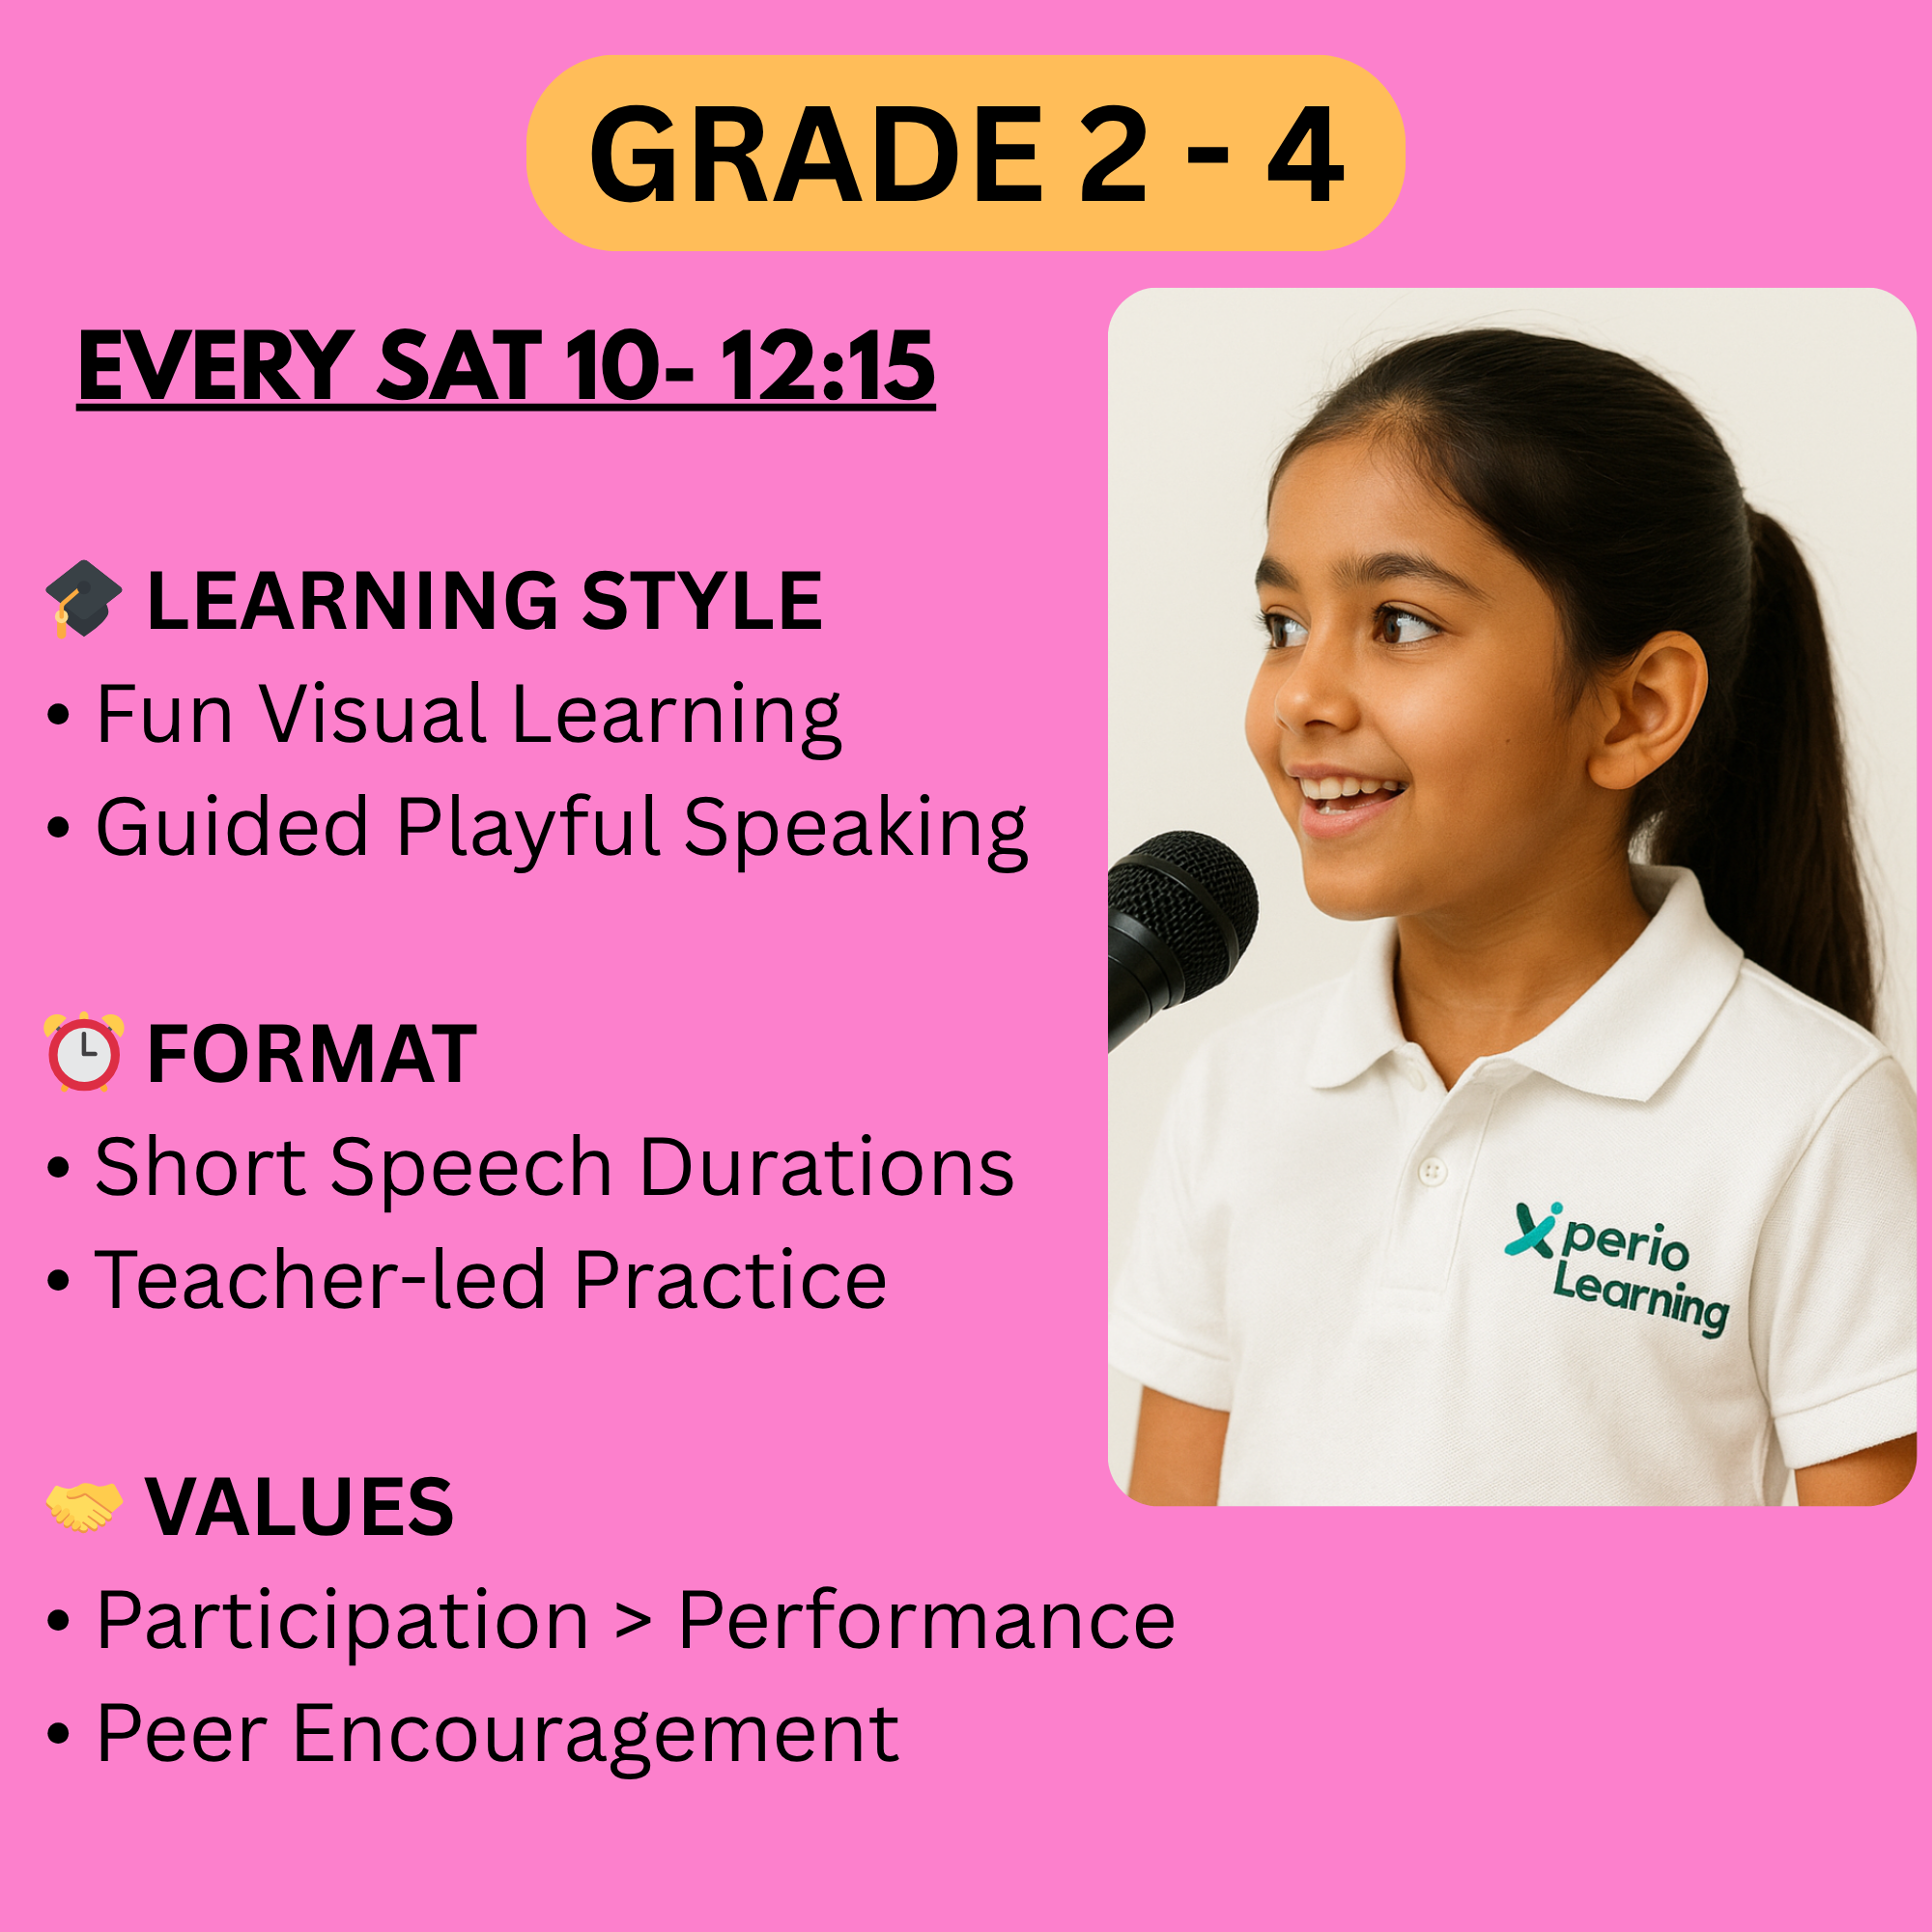 GRADE 2 - 4
EVERY SAT 10- 12:15
🎓 LEARNING STYLE
• Fun Visual Learning
• Guided Playful Speaking
⏰ FORMAT
• Short Speech Durations
• Teacher-led Practice
🤝 VALUES
• Participation > Performance
• Peer Encouragement
Xperio
Learning